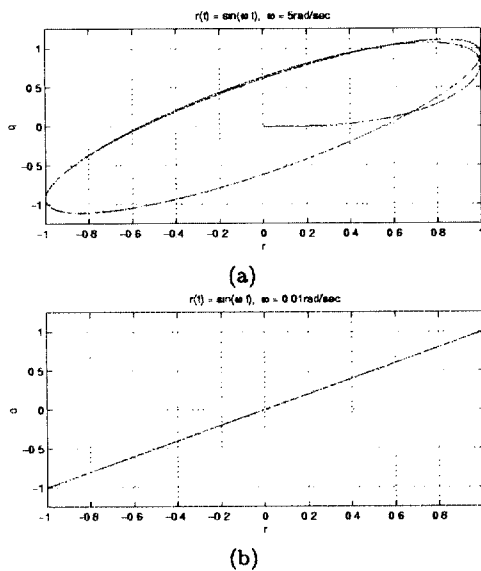 r(t) = sin(ω t), ω = 5rad/sec
1
0.5
0
-0.5
-1
q
-1 -0.8 -0.6 -0.4 -0.2 0 0.2 0.4 0.6 0.8 1
r
(a)
r(t) = sin(ω t), ω = 0.01rad/sec
1
0.5
0
-0.5
-1
-1 -0.8 -0.6 -0.4 -0.2 0 0.2 0.4 0.6 0.8 1
r
(b)